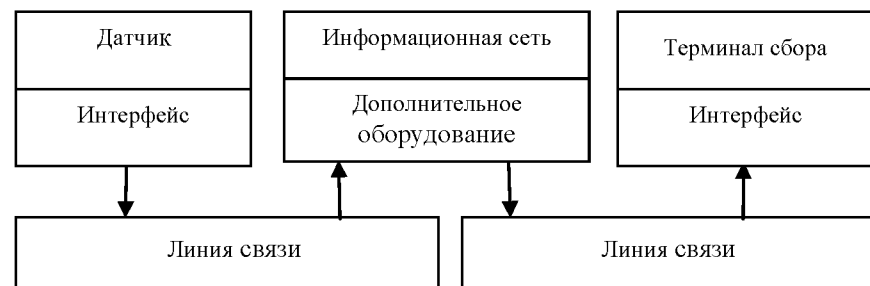 Датчик
Интерфейс
Информационная сеть
Дополнительное
оборудование
Терминал сбора
Интерфейс
Линия связи
Линия связи